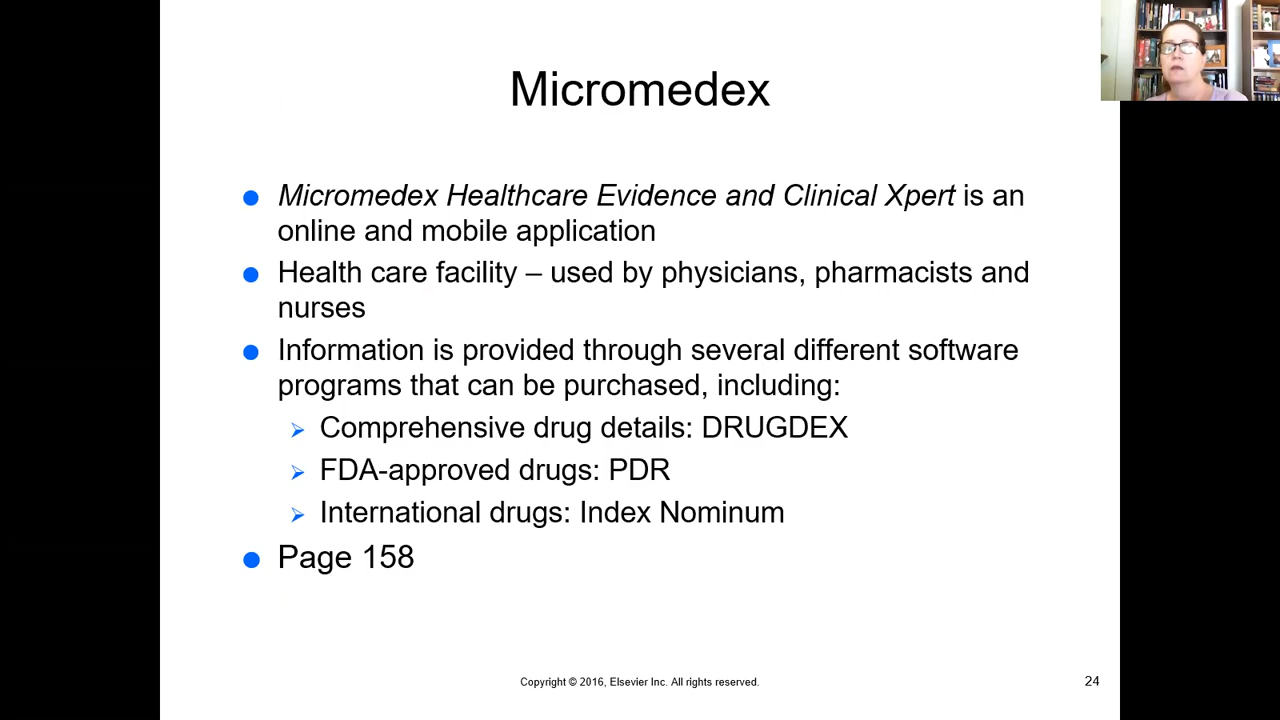 Micromedex
Micromedex Healthcare Evidence and Clinical Xpert is an
online and mobile application
Health care facility – used by physicians, pharmacists and
nurses
Information is provided through several different software
programs that can be purchased, including:
Comprehensive drug details: DRUGDEX
FDA-approved drugs: PDR
International drugs: Index Nominum
Page 158
Copyright © 2016, Elsevier Inc. All rights reserved.
24